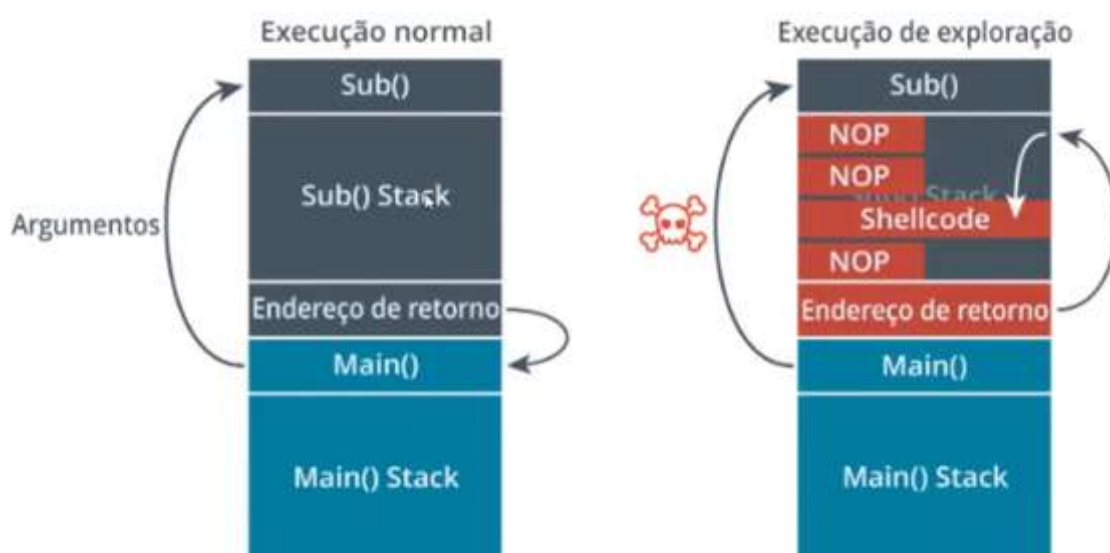 Execução normal
Sub()
Sub() Stack
Argumentos
Endereço de retorno
Main()
Main() Stack
Execução de exploração
Sub()
NOP
NOP
Stack
Shellcode
NOP
Endereço de retorno
Main()
Main() Stack